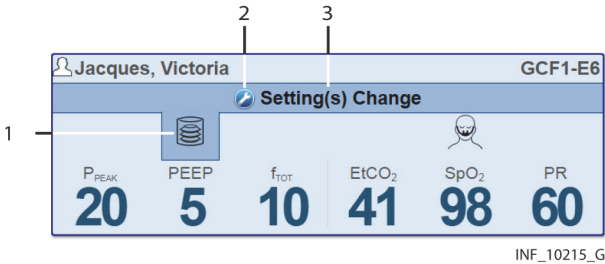 2 3
Jacques, Victoria GCF1-E6
Setting(s) Change
1
PPEAK PEEP fTOT EtCO2 SpO2 PR
20 5 10 41 98 60
INF_10215_G